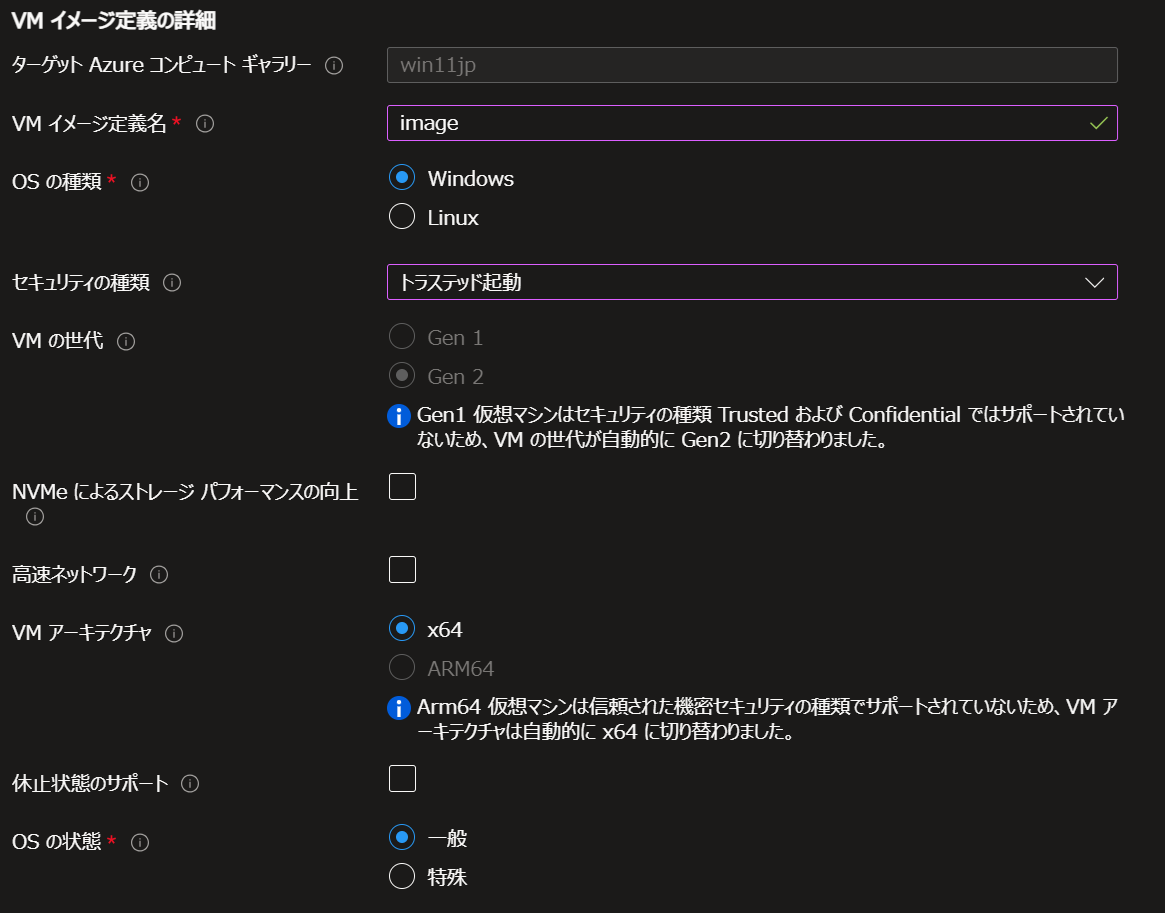 VM イメージ定義の詳細
ターゲット Azure コンピュート ギャラリー
win11jp
VM イメージ定義名 *
image
OS の種類 *
Windows
Linux
セキュリティの種類
トラステッド起動
VM の世代
Gen 1
Gen 2
Gen1 仮想マシンはセキュリティの種類 Trusted および Confidential ではサポートされてい
ないため、VM の世代が自動的に Gen2 に切り替わりました。
NVMe によるストレージ パフォーマンスの向上
高速ネットワーク
VM アーキテクチャ
x64
ARM64
Arm64 仮想マシンは信頼された機密セキュリティの種類でサポートされていないため、VM ア
ーキテクチャは自動的に x64 に切り替わりました。
休止状態のサポート
OS の状態 *
一般
特殊